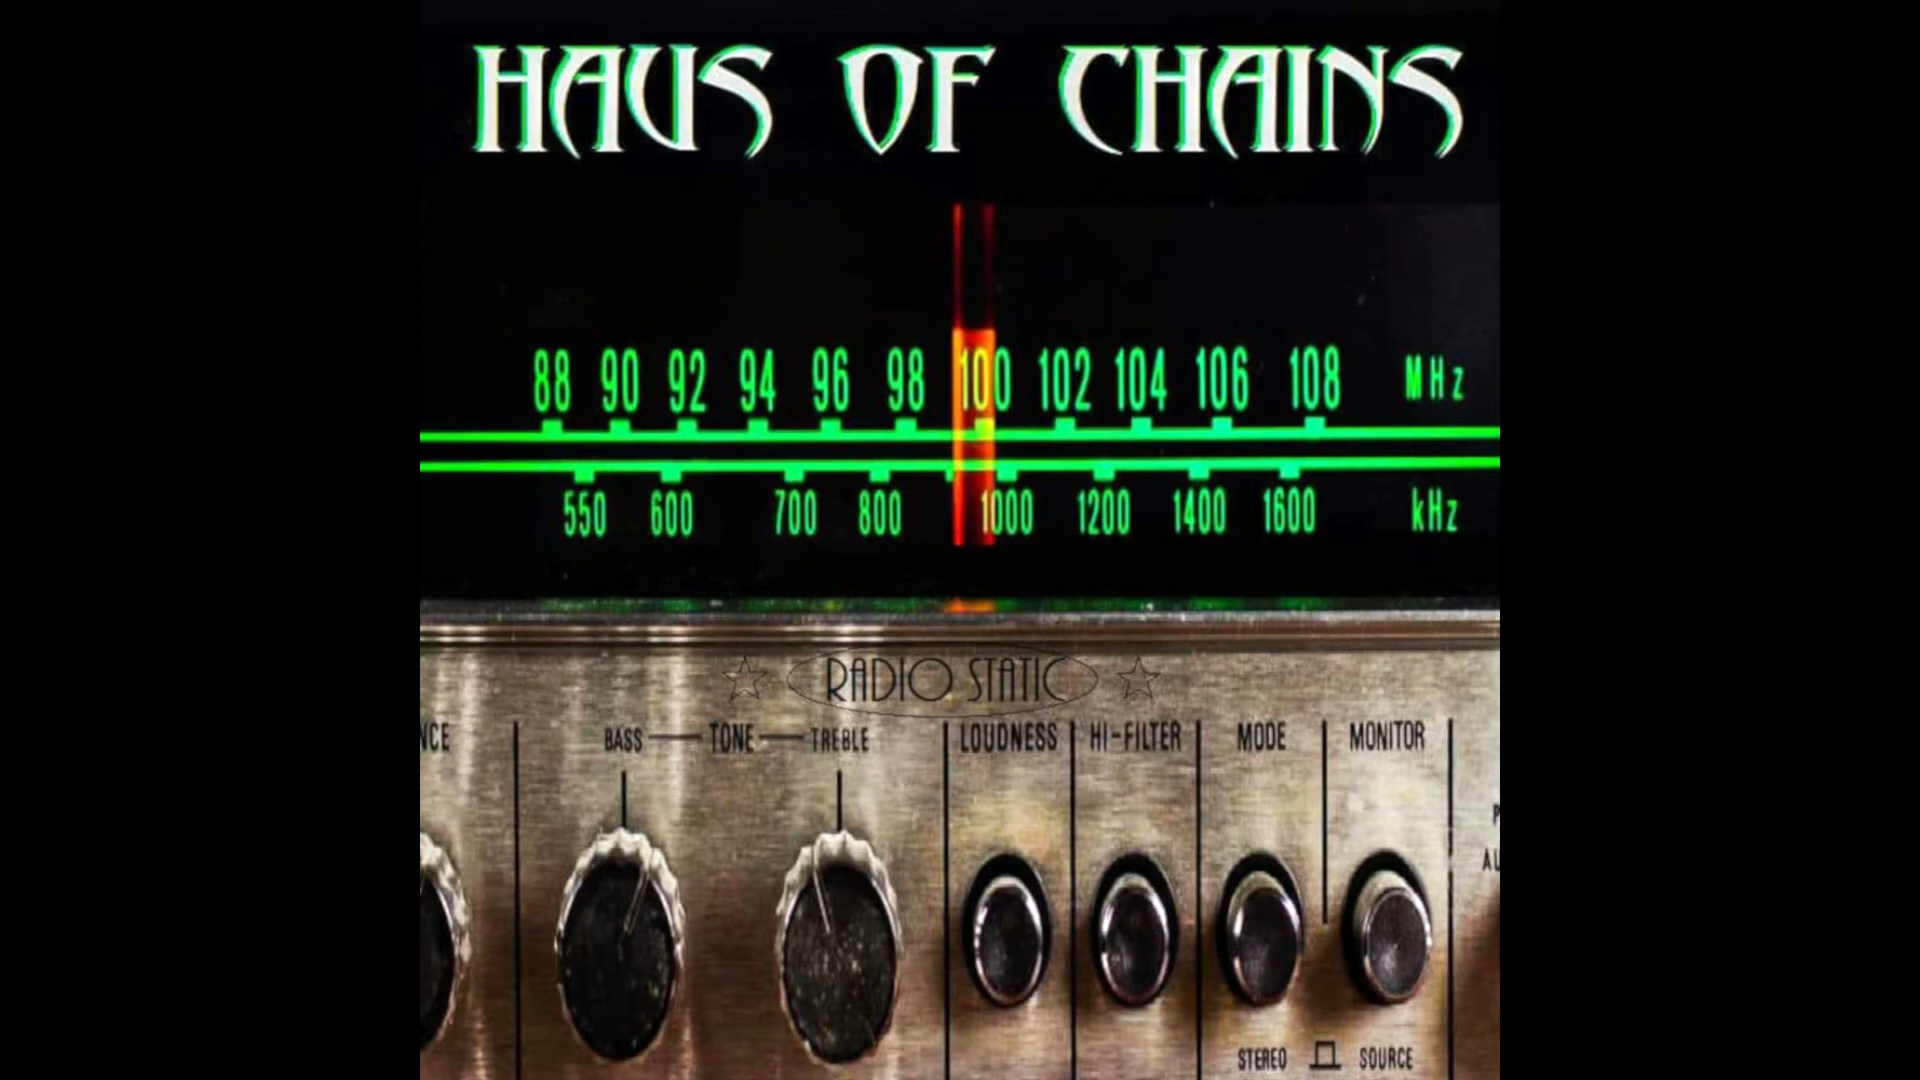 HAUS OF CHAINS
88 90 92 94 96 98 100 102 104 106 108 MHz
550 600 700 800 1000 1200 1400 1600 kHz
RADIO STATIC
NCE BASS TONE TREBLE LOUDNESS HI-FILTER MODE MONITOR
STEREO SOURCE